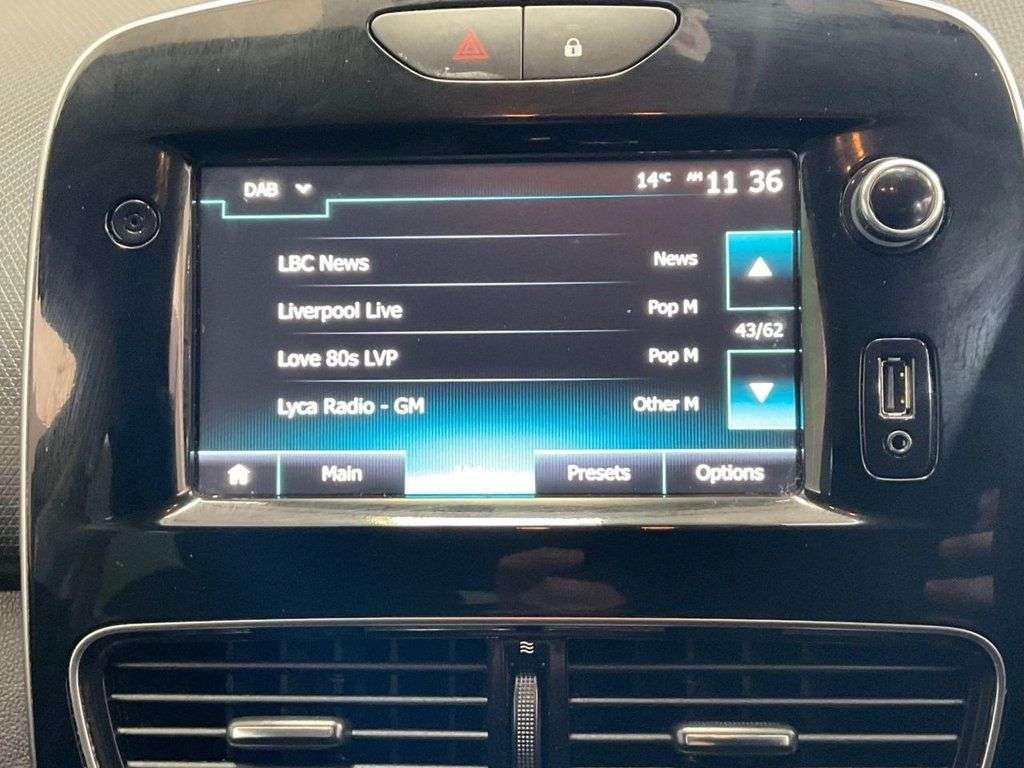 DAB 14°C AM 11 36
LBC News News
Liverpool Live Pop M
43/62
Love 80s LVP Pop M
Lyca Radio - GM Other M
Main Presets Options